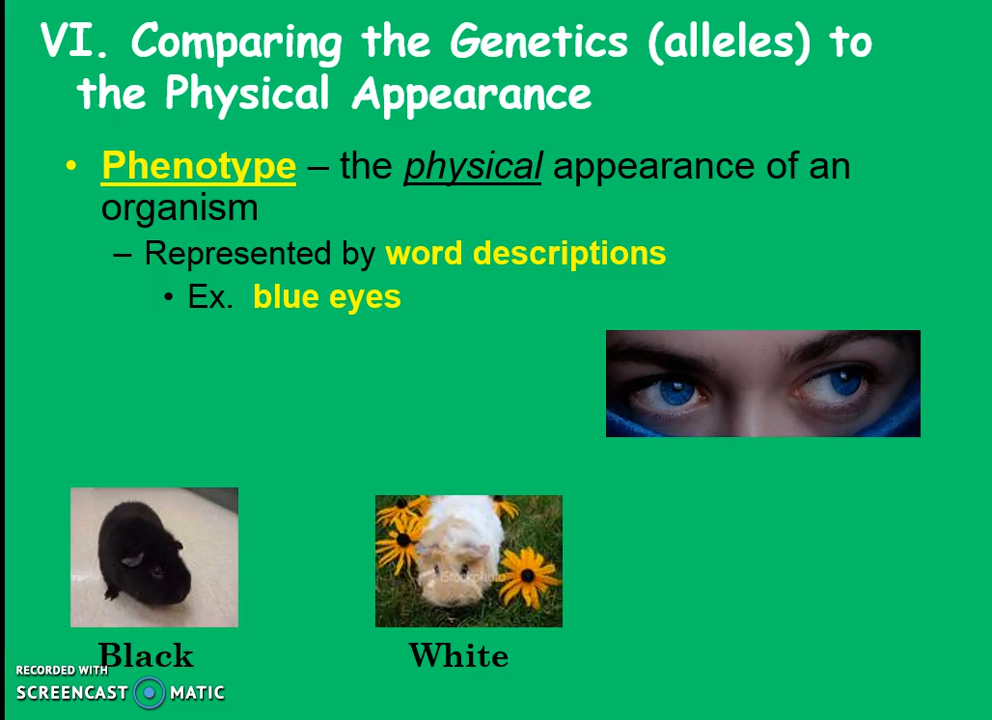 VI. Comparing the Genetics (alleles) to
the Physical Appearance
• Phenotype – the physical appearance of an
organism
– Represented by word descriptions
• Ex. blue eyes
iStockphoto
Black
White
RECORDED WITH
SCREENCAST MATIC